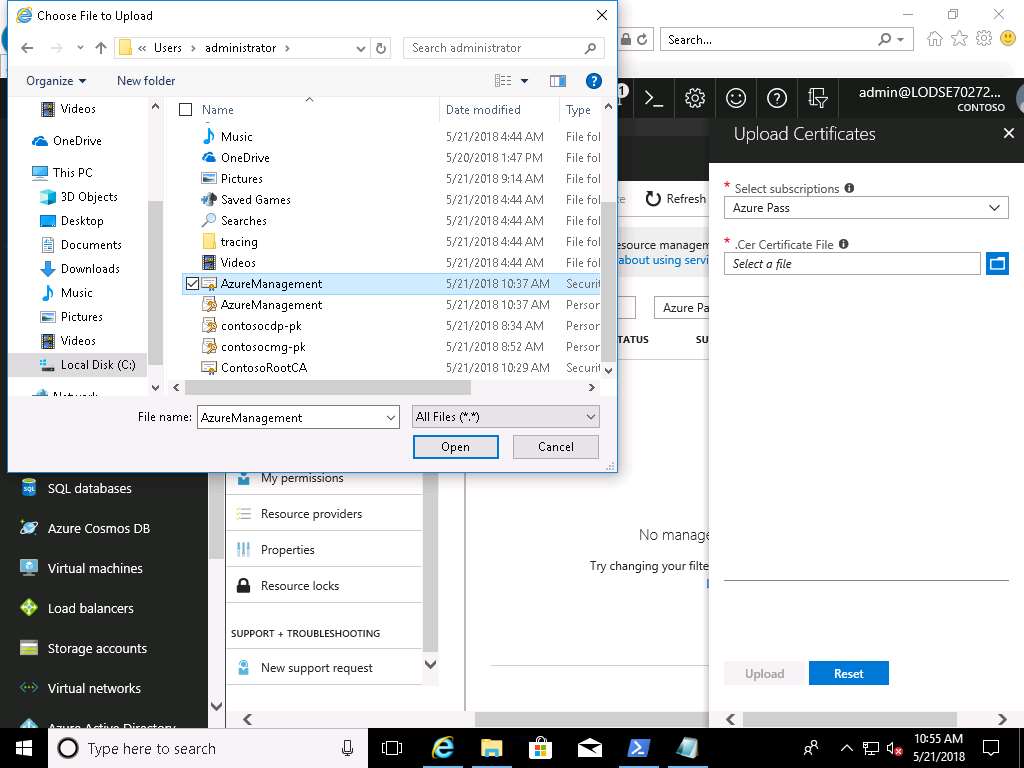 Choose File to Upload
« Users › administrator ›
Search administrator
Search...
Organize
New folder
?
1
admin@LODSE70272...
CONTOSO
Videos
OneDrive
This PC
3D Objects
Desktop
Documents
Downloads
Music
Pictures
Videos
Local Disk (C:)
Network
Name
Date modified
Type
Music
5/21/2018 4:44 AM
File fol
OneDrive
5/20/2018 1:47 PM
File fol
Pictures
5/21/2018 9:14 AM
File fol
Saved Games
5/21/2018 4:44 AM
File fol
Searches
5/21/2018 4:44 AM
File fol
tracing
5/21/2018 4:44 AM
File fol
Videos
5/21/2018 4:44 AM
File fol
AzureManagement
5/21/2018 10:37 AM
Securit
AzureManagement
5/21/2018 10:37 AM
Person
contosocdp-pk
5/21/2018 8:34 AM
Person
contosocmg-pk
5/21/2018 8:52 AM
Person
ContosoRootCA
5/21/2018 10:29 AM
Securit
File name:
AzureManagement
All Files (*.*)
Open
Cancel
Upload Certificates
* Select subscriptions
Azure Pass
* .Cer Certificate File
Select a file
Upload
Reset
Refresh
esource managem
about using servi
Azure Pa
TATUS
SU
No manage
Try changing your filte
SQL databases
Azure Cosmos DB
Virtual machines
Load balancers
Storage accounts
Virtual networks
Azure Active Directory
My permissions
Resource providers
Properties
Resource locks
SUPPORT + TROUBLESHOOTING
New support request
Type here to search
10:55 AM
5/21/2018